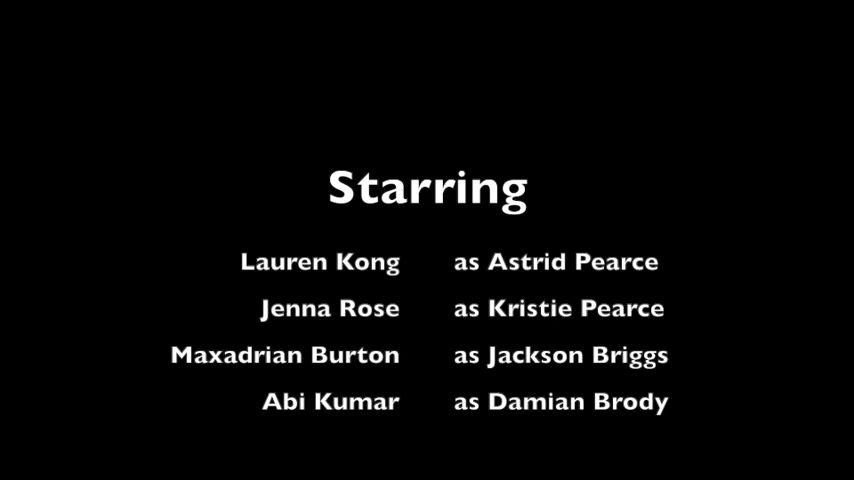 Starring
Lauren Kong as Astrid Pearce
Jenna Rose as Kristie Pearce
Maxadrian Burton as Jackson Briggs
Abi Kumar as Damian Brody